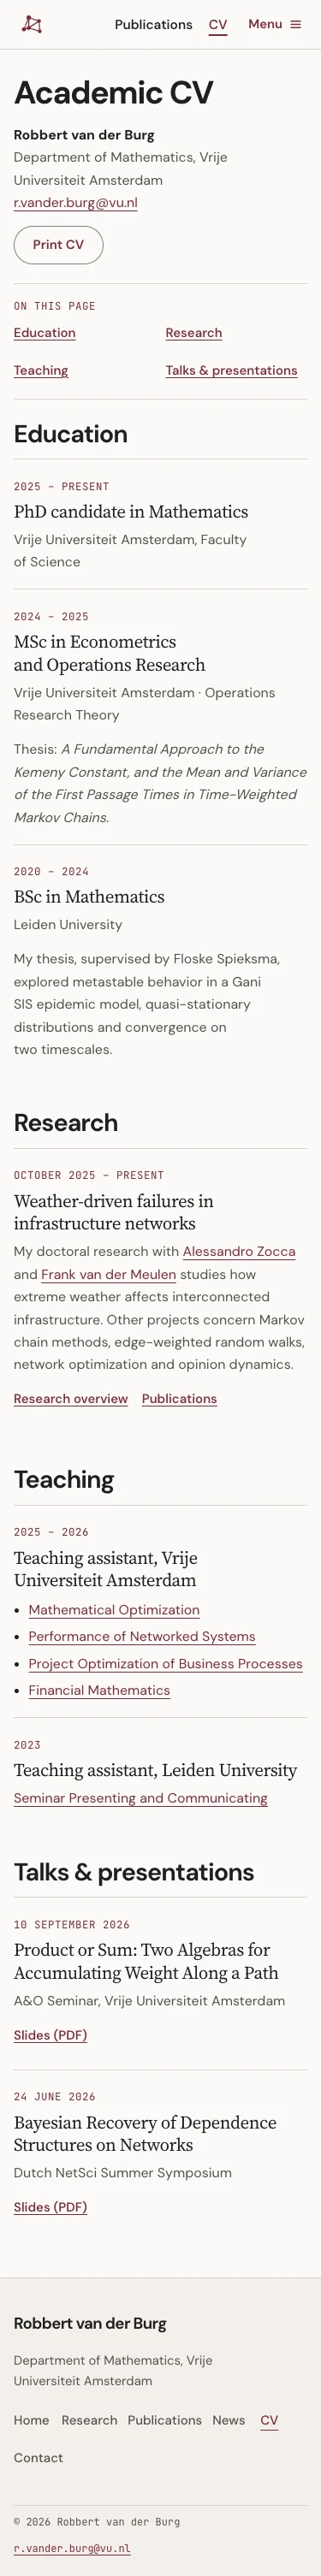 Publications CV Menu
Academic CV
Robbert van der Burg
Department of Mathematics, Vrije
Universiteit Amsterdam
r.vander.burg@vu.nl
Print CV
ON THIS PAGE
Education Research
Teaching Talks & presentations
Education
2025 – PRESENT
PhD candidate in Mathematics
Vrije Universiteit Amsterdam, Faculty
of Science
2024 – 2025
MSc in Econometrics
and Operations Research
Vrije Universiteit Amsterdam · Operations
Research Theory
Thesis: A Fundamental Approach to the
Kemeny Constant, and the Mean and Variance
of the First Passage Times in Time-Weighted
Markov Chains.
2020 – 2024
BSc in Mathematics
Leiden University
My thesis, supervised by Floske Spieksma,
explored metastable behavior in a Gani
SIS epidemic model, quasi-stationary
distributions and convergence on
two timescales.
Research
OCTOBER 2025 – PRESENT
Weather-driven failures in
infrastructure networks
My doctoral research with Alessandro Zocca
and Frank van der Meulen studies how
extreme weather affects interconnected
infrastructure. Other projects concern Markov
chain methods, edge-weighted random walks,
network optimization and opinion dynamics.
Research overview Publications
Teaching
2025 – 2026
Teaching assistant, Vrije
Universiteit Amsterdam
• Mathematical Optimization
• Performance of Networked Systems
• Project Optimization of Business Processes
• Financial Mathematics
2023
Teaching assistant, Leiden University
Seminar Presenting and Communicating
Talks & presentations
10 SEPTEMBER 2026
Product or Sum: Two Algebras for
Accumulating Weight Along a Path
A&O Seminar, Vrije Universiteit Amsterdam
Slides (PDF)
24 JUNE 2026
Bayesian Recovery of Dependence
Structures on Networks
Dutch NetSci Summer Symposium
Slides (PDF)
Robbert van der Burg
Department of Mathematics, Vrije
Universiteit Amsterdam
Home Research Publications News CV
Contact
© 2026 Robbert van der Burg
r.vander.burg@vu.nl